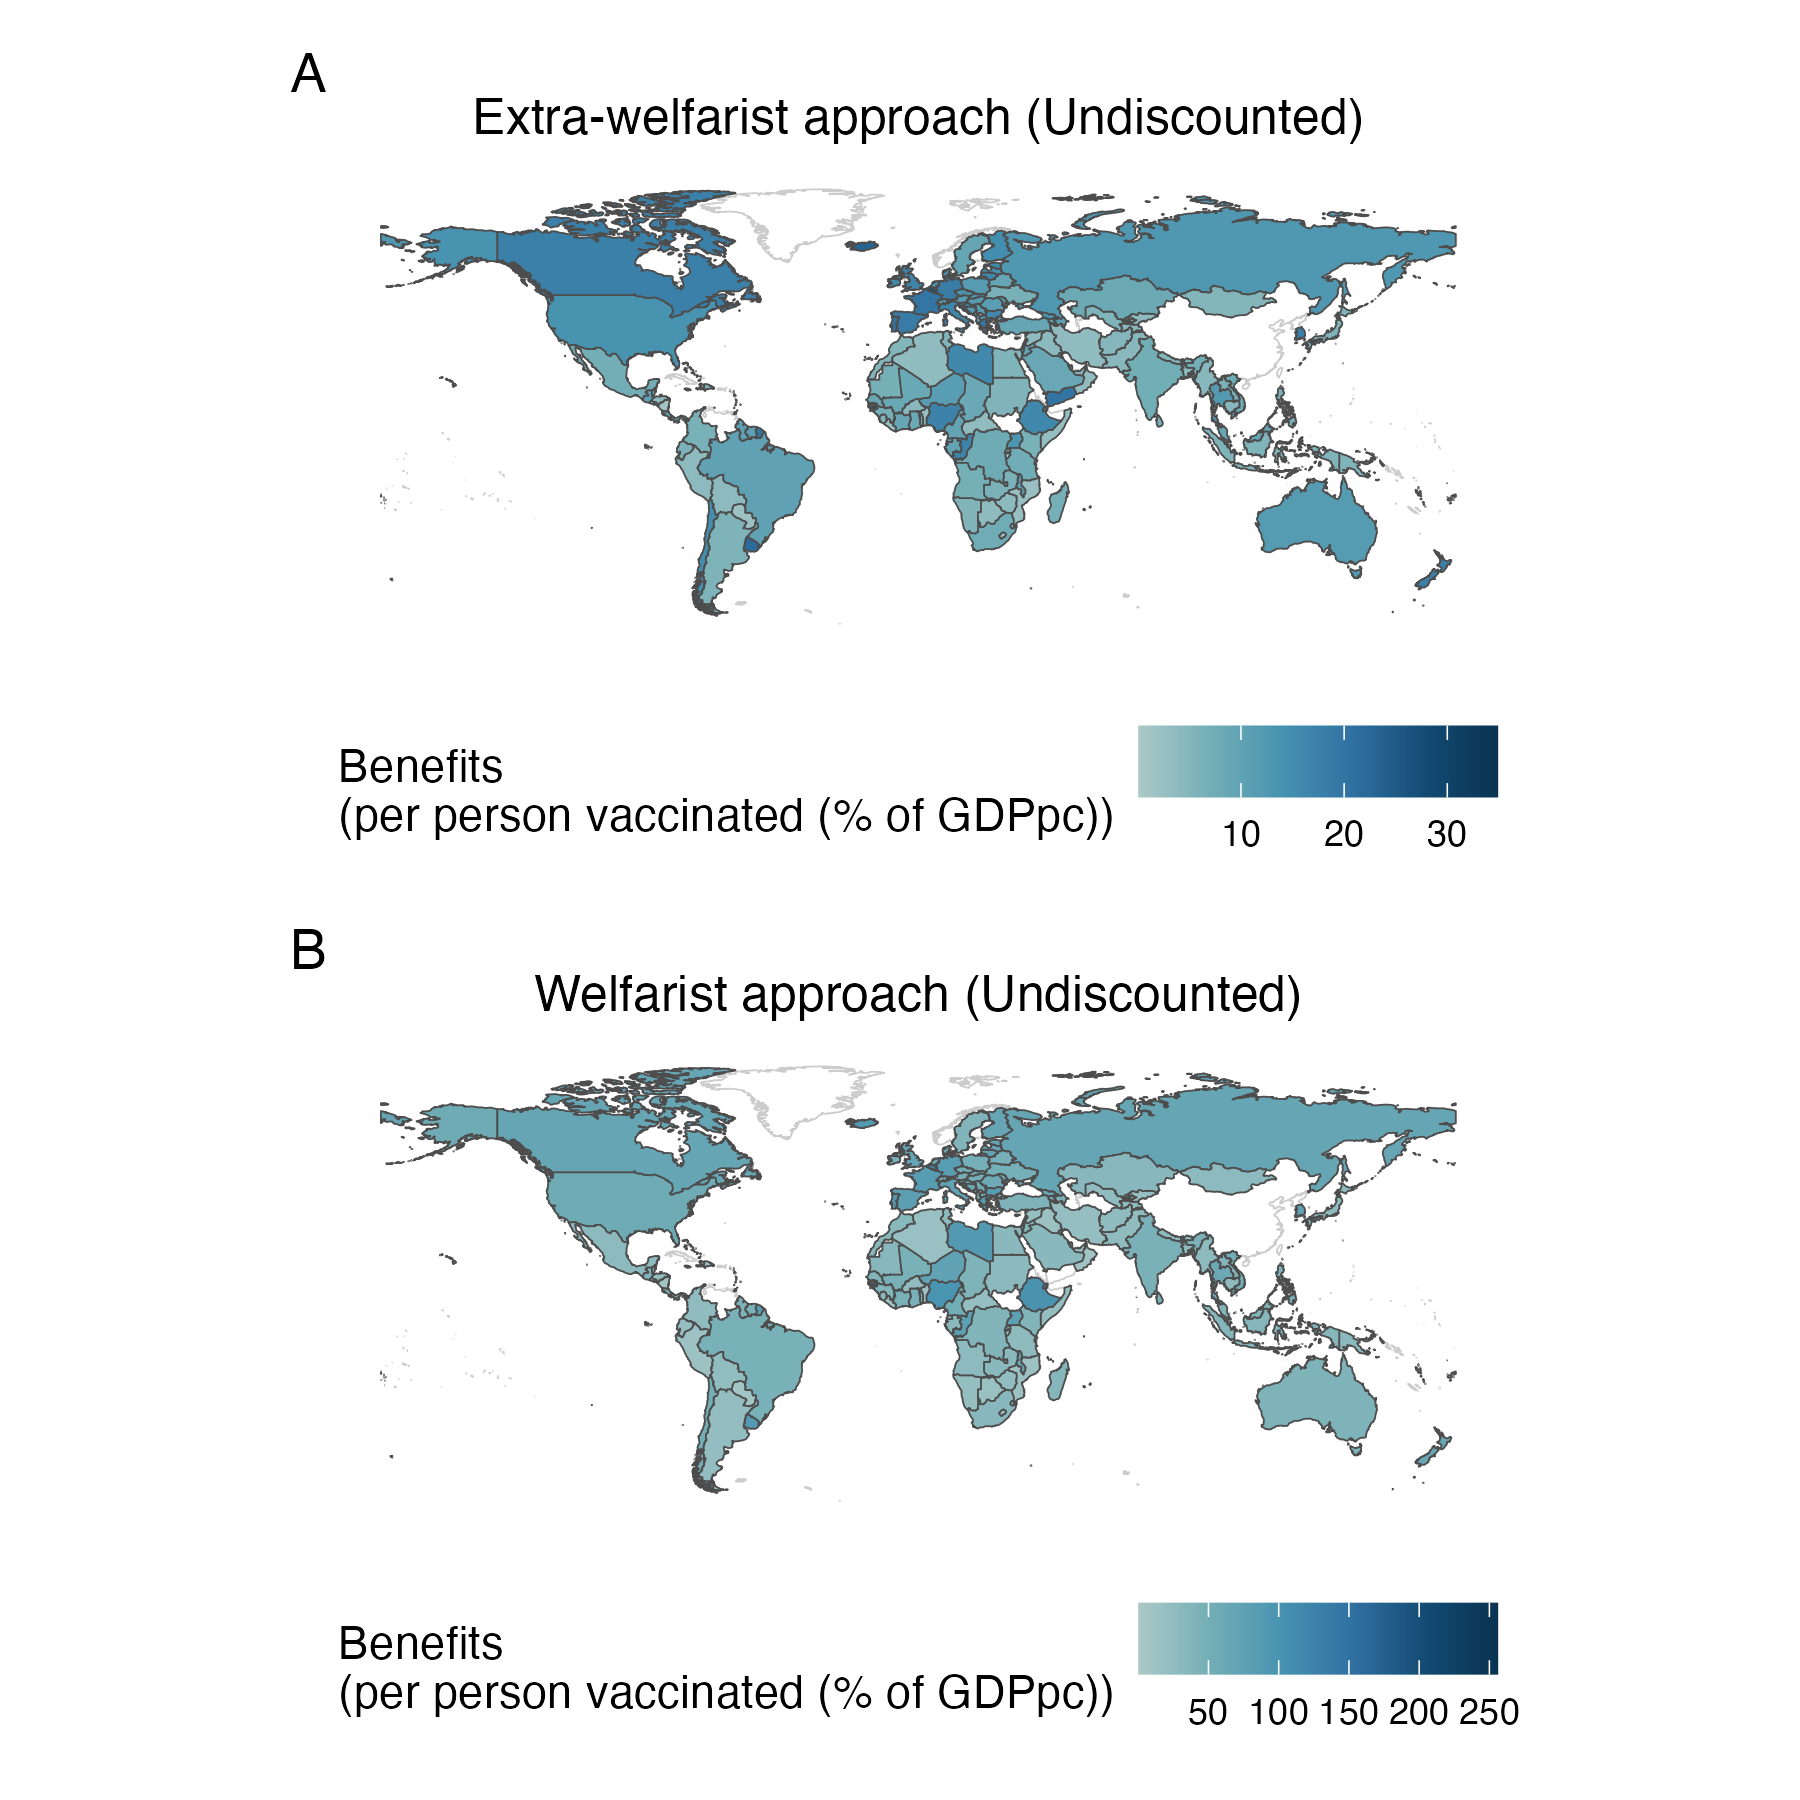 A
Extra-welfarist approach (Undiscounted)
Benefits
(per person vaccinated (% of GDPpc))
10 20 30
B
Welfarist approach (Undiscounted)
Benefits
(per person vaccinated (% of GDPpc))
50 100 150 200 250